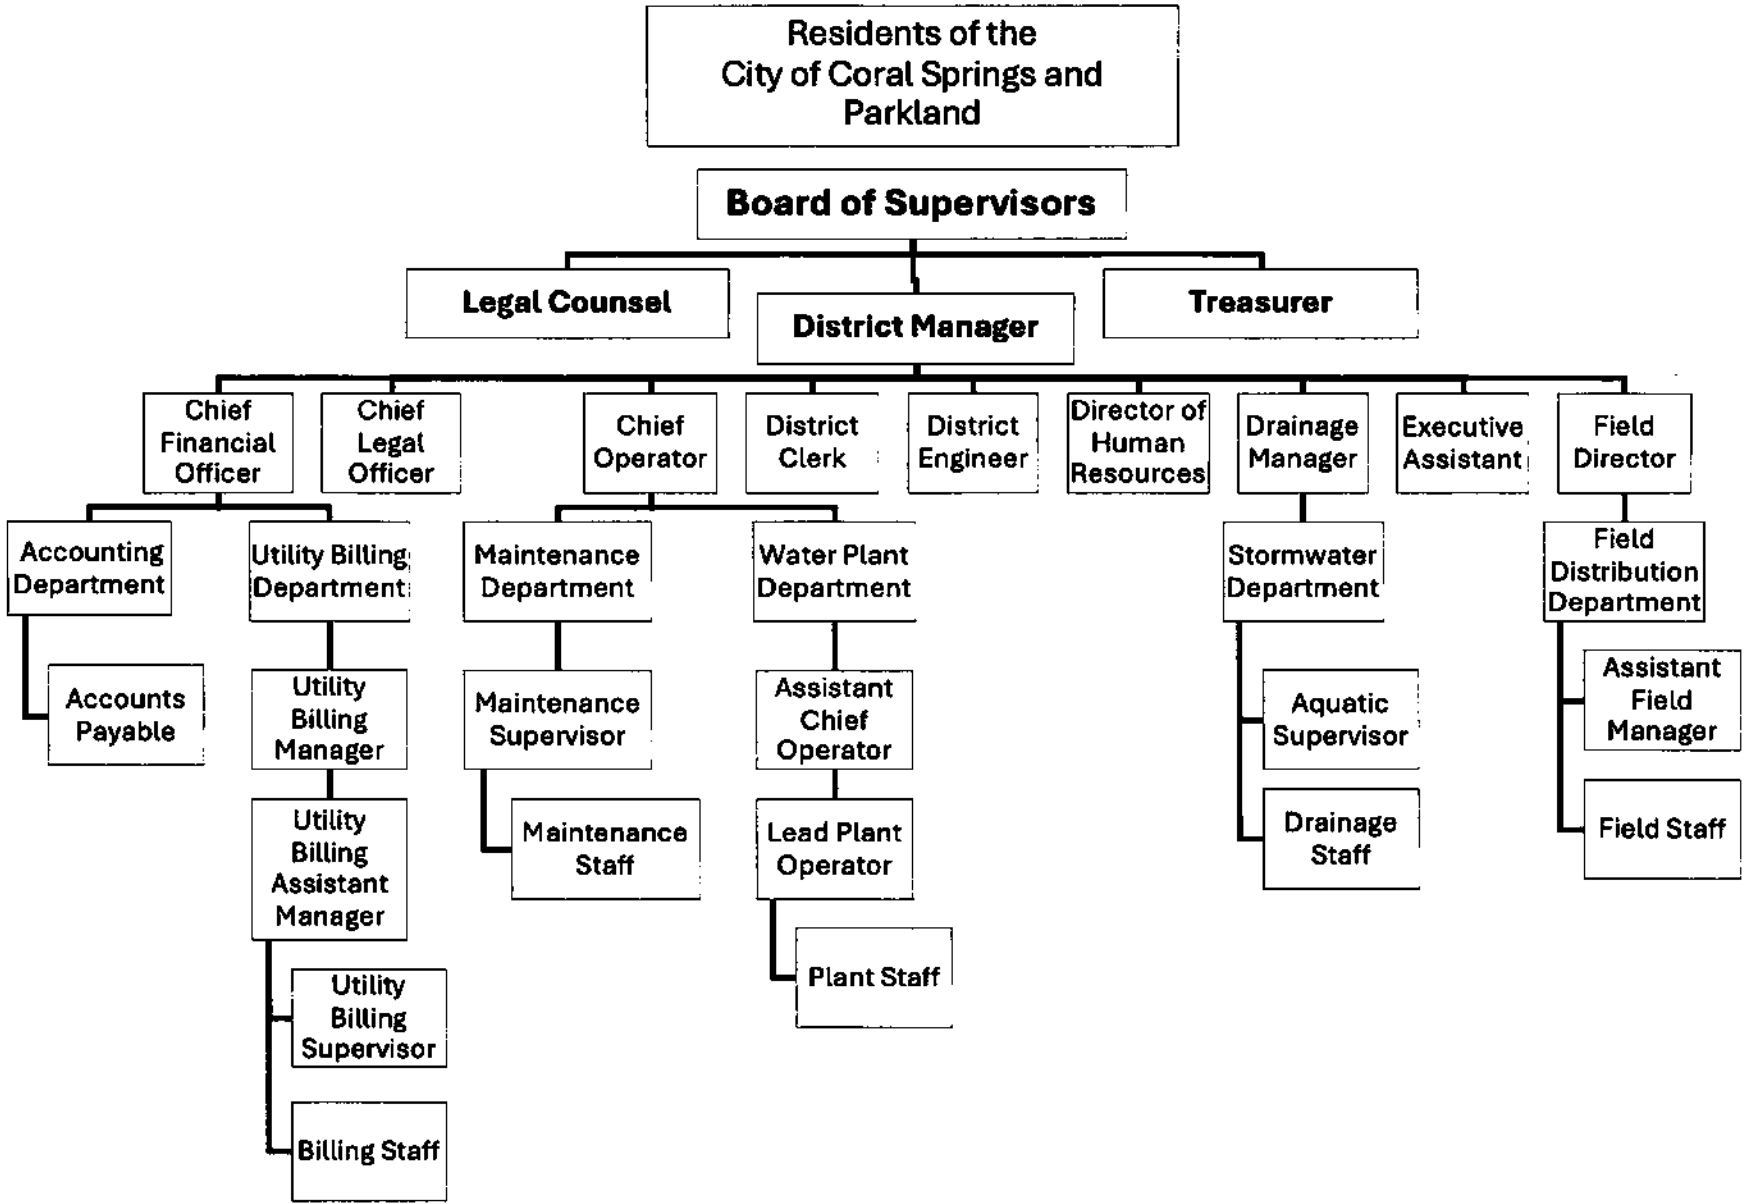 Residents of the
City of Coral Springs and
Parkland
Board of Supervisors
Legal Counsel
District Manager
Treasurer
Chief
Financial
Officer
Chief
Legal
Officer
Chief
Operator
District
Clerk
District
Engineer
Director of
Human
Resources
Drainage
Manager
Executive
Assistant
Field
Director
Accounting
Department
Utility Billing
Department
Maintenance
Department
Water Plant
Department
Stormwater
Department
Field
Distribution
Department
Accounts
Payable
Utility
Billing
Manager
Maintenance
Supervisor
Assistant
Chief
Operator
Aquatic
Supervisor
Assistant
Field
Manager
Utility
Billing
Assistant
Manager
Maintenance
Staff
Lead Plant
Operator
Drainage
Staff
Field Staff
Plant Staff
Utility
Billing
Supervisor
Billing Staff